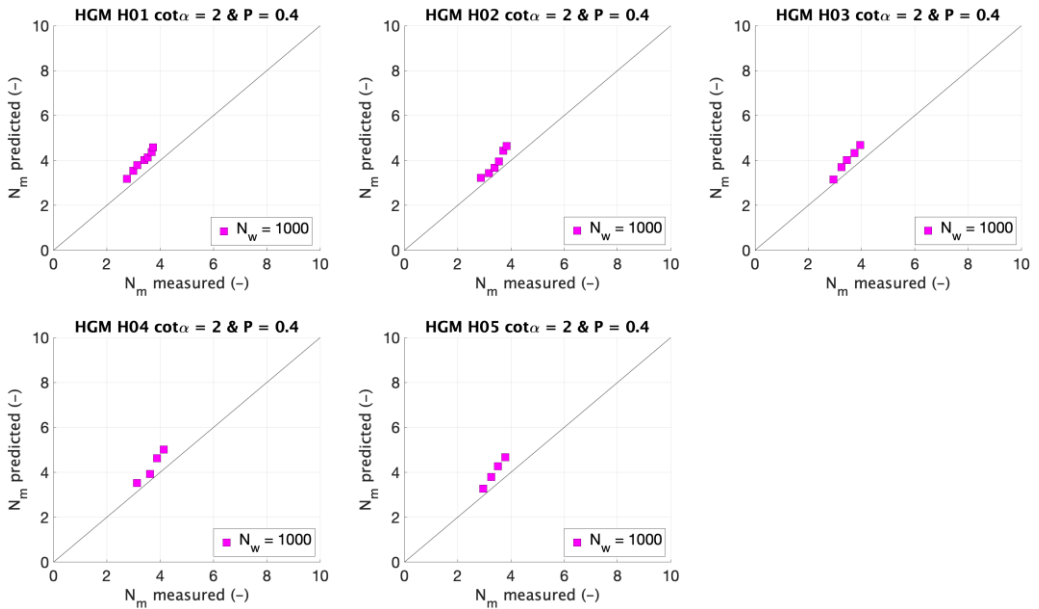 HGM H01 cotα = 2 & P = 0.4
10
8
6
4
2
0
N_m predicted (-)
N_w = 1000
0 2 4 6 8 10
N_m measured (-)
HGM H02 cotα = 2 & P = 0.4
10
8
6
4
2
0
N_m predicted (-)
N_w = 1000
0 2 4 6 8 10
N_m measured (-)
HGM H03 cotα = 2 & P = 0.4
10
8
6
4
2
0
N_m predicted (-)
N_w = 1000
0 2 4 6 8 10
N_m measured (-)
HGM H04 cotα = 2 & P = 0.4
10
8
6
4
2
0
N_m predicted (-)
N_w = 1000
0 2 4 6 8 10
N_m measured (-)
HGM H05 cotα = 2 & P = 0.4
10
8
6
4
2
0
N_m predicted (-)
N_w = 1000
0 2 4 6 8 10
N_m measured (-)